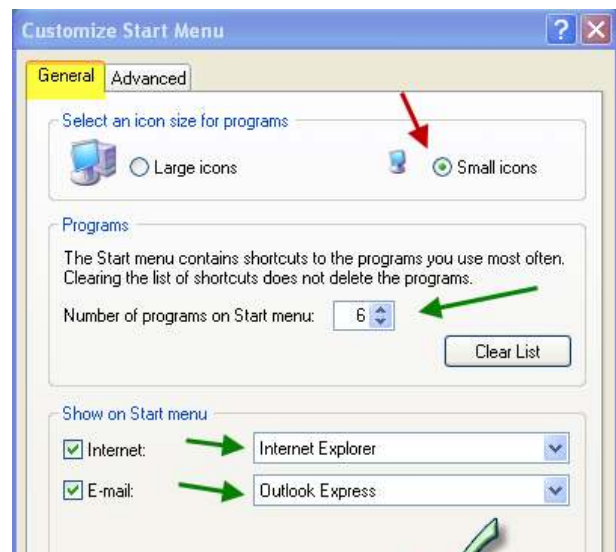 Customize Start Menu
General Advanced
Select an icon size for programs
Large icons Small icons
Programs
The Start menu contains shortcuts to the programs you use most often.
Clearing the list of shortcuts does not delete the programs.
Number of programs on Start menu: 6
Clear List
Show on Start menu
Internet: Internet Explorer
E-mail: Outlook Express